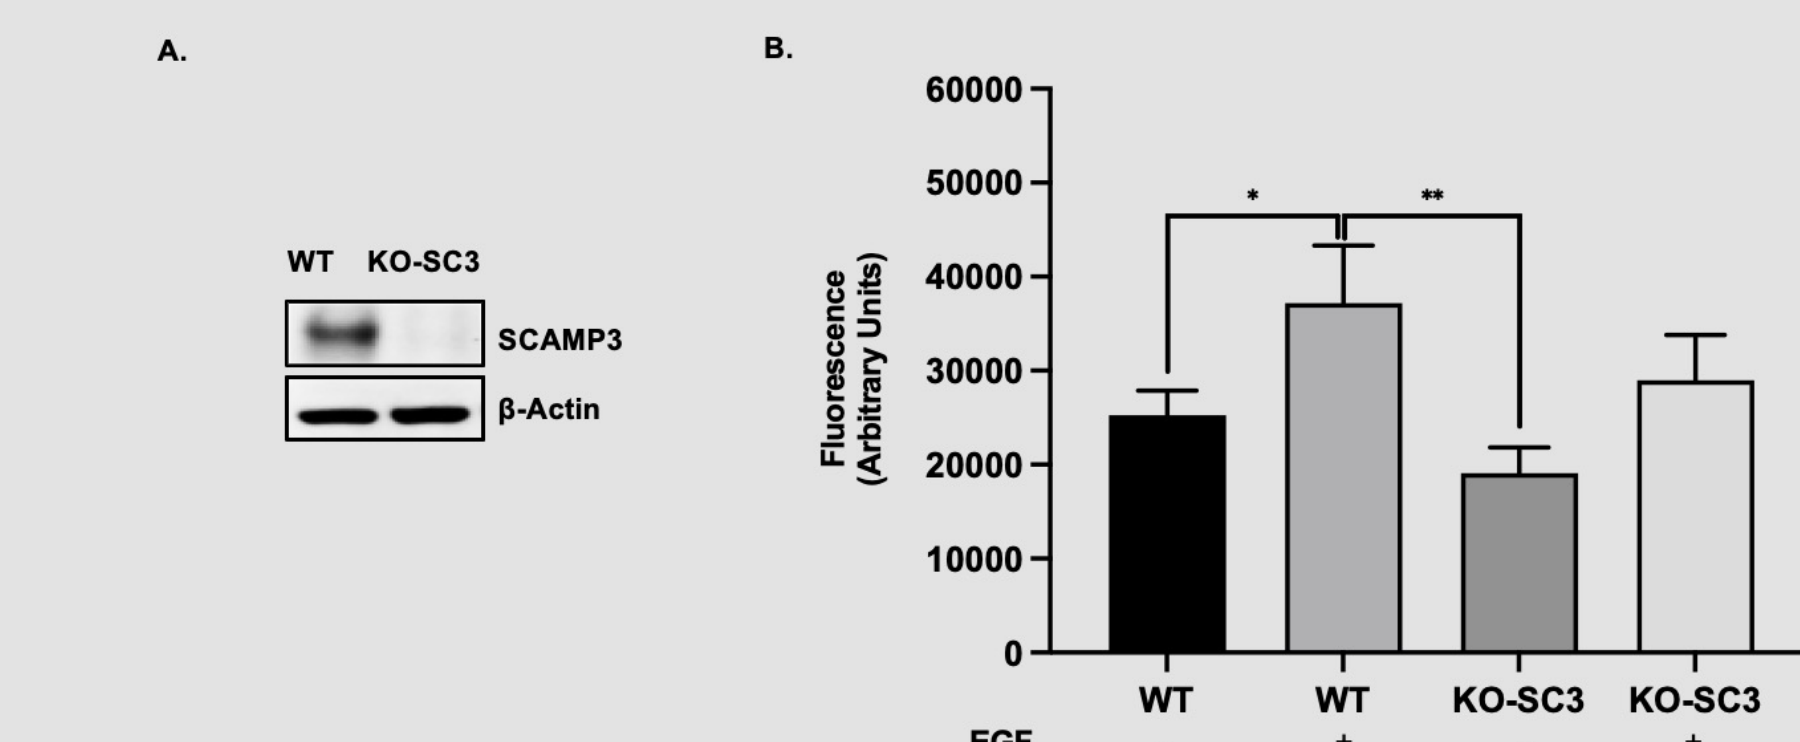 A.
WT KO-SC3
SCAMP3
β-Actin
B.
Fluorescence
(Arbitrary Units)
60000
50000
40000
30000
20000
10000
0
*
**
WT WT KO-SC3 KO-SC3
EGF + +